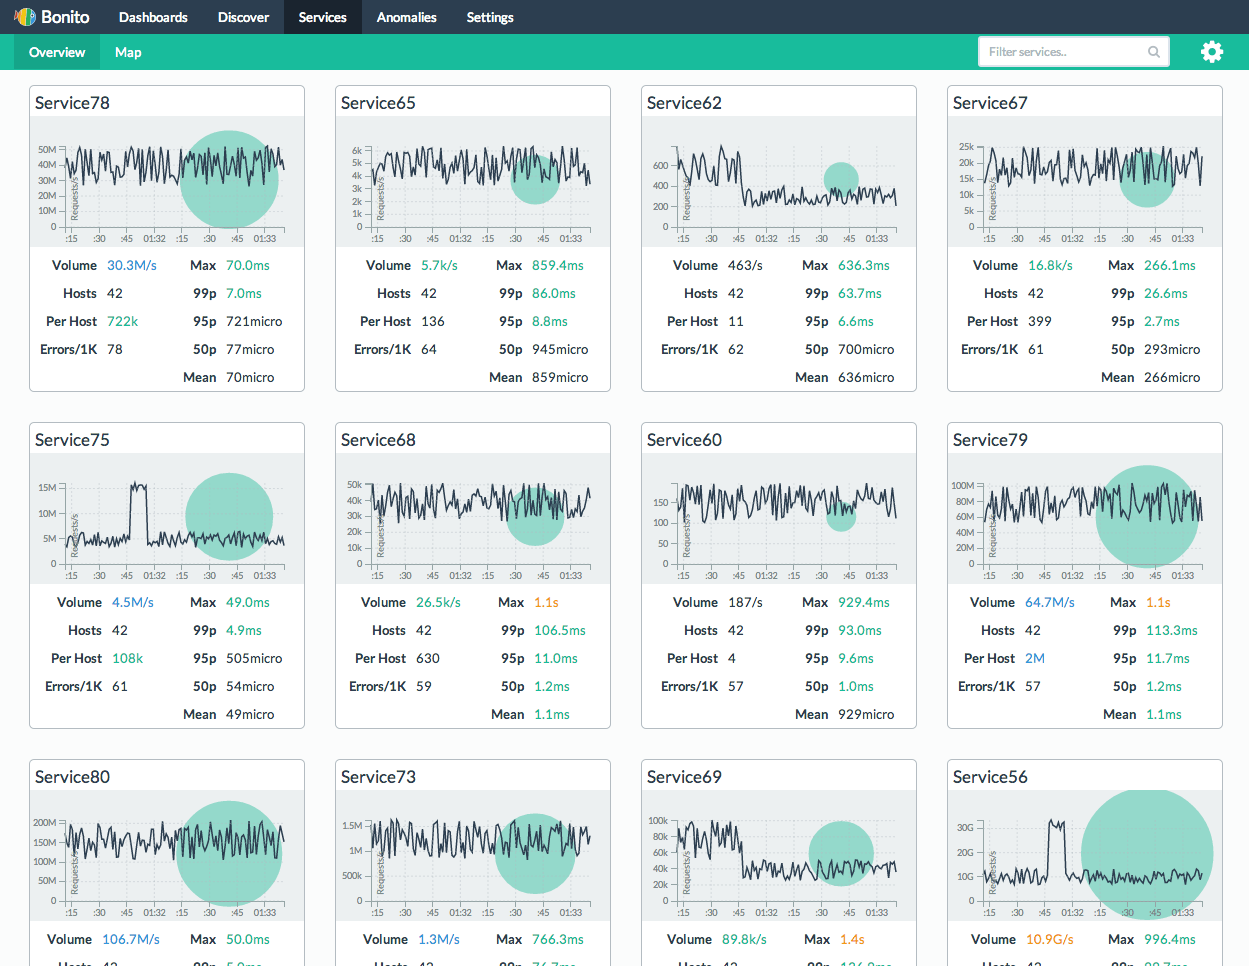 Bonito Dashboards Discover Services Anomalies Settings
Overview Map Filter services..
Service78
50M
40M
30M
20M
10M
0
Requests/s
:15 :30 :45 01:32 :15 :30 :45 01:33
Volume 30.3M/s Max 70.0ms
Hosts 42 99p 7.0ms
Per Host 722k 95p 721micro
Errors/1K 78 50p 77micro
Mean 70micro
Service65
6k
5k
4k
3k
2k
1k
0
Requests/s
:15 :30 :45 01:32 :15 :30 :45 01:33
Volume 5.7k/s Max 859.4ms
Hosts 42 99p 86.0ms
Per Host 136 95p 8.8ms
Errors/1K 64 50p 945micro
Mean 859micro
Service62
600
400
200
0
Requests/s
:15 :30 :45 01:32 :15 :30 :45 01:33
Volume 463/s Max 636.3ms
Hosts 42 99p 63.7ms
Per Host 11 95p 6.6ms
Errors/1K 62 50p 700micro
Mean 636micro
Service67
25k
20k
15k
10k
5k
0
Requests/s
:15 :30 :45 01:32 :15 :30 :45 01:33
Volume 16.8k/s Max 266.1ms
Hosts 42 99p 26.6ms
Per Host 399 95p 2.7ms
Errors/1K 61 50p 293micro
Mean 266micro
Service75
15M
10M
5M
0
Requests/s
:15 :30 :45 01:32 :15 :30 :45 01:33
Volume 4.5M/s Max 49.0ms
Hosts 42 99p 4.9ms
Per Host 108k 95p 505micro
Errors/1K 61 50p 54micro
Mean 49micro
Service68
50k
40k
30k
20k
10k
0
Requests/s
:15 :30 :45 01:32 :15 :30 :45 01:33
Volume 26.5k/s Max 1.1s
Hosts 42 99p 106.5ms
Per Host 630 95p 11.0ms
Errors/1K 59 50p 1.2ms
Mean 1.1ms
Service60
150
100
50
0
Requests/s
:15 :30 :45 01:32 :15 :30 :45 01:33
Volume 187/s Max 929.4ms
Hosts 42 99p 93.0ms
Per Host 4 95p 9.6ms
Errors/1K 57 50p 1.0ms
Mean 929micro
Service79
100M
80M
60M
40M
20M
0
Requests/s
:15 :30 :45 01:32 :15 :30 :45 01:33
Volume 64.7M/s Max 1.1s
Hosts 42 99p 113.3ms
Per Host 2M 95p 11.7ms
Errors/1K 57 50p 1.2ms
Mean 1.1ms
Service80
200M
150M
100M
50M
0
Requests/s
:15 :30 :45 01:32 :15 :30 :45 01:33
Volume 106.7M/s Max 50.0ms
Hosts 42 99p
Service73
1.5M
1M
500k
0
Requests/s
:15 :30 :45 01:32 :15 :30 :45 01:33
Volume 1.3M/s Max 766.3ms
Hosts 42 99p
Service69
100k
80k
60k
40k
20k
0
Requests/s
:15 :30 :45 01:32 :15 :30 :45 01:33
Volume 89.8k/s Max 1.4s
Hosts 42 99p
Service56
30G
20G
10G
0
Requests/s
:15 :30 :45 01:32 :15 :30 :45 01:33
Volume 10.9G/s Max 996.4ms
Hosts 42 99p